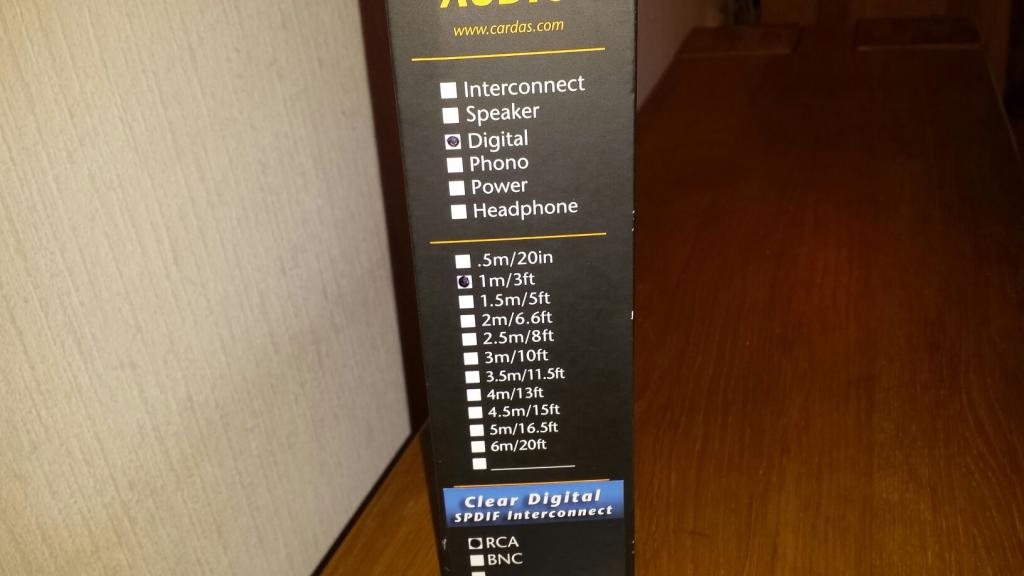 AUDIO
www.cardas.com
Interconnect
Speaker
Digital
Phono
Power
Headphone
.5m/20in
1m/3ft
1.5m/5ft
2m/6.6ft
2.5m/8ft
3m/10ft
3.5m/11.5ft
4m/13ft
4.5m/15ft
5m/16.5ft
6m/20ft
Clear Digital
SPDIF Interconnect
RCA
BNC